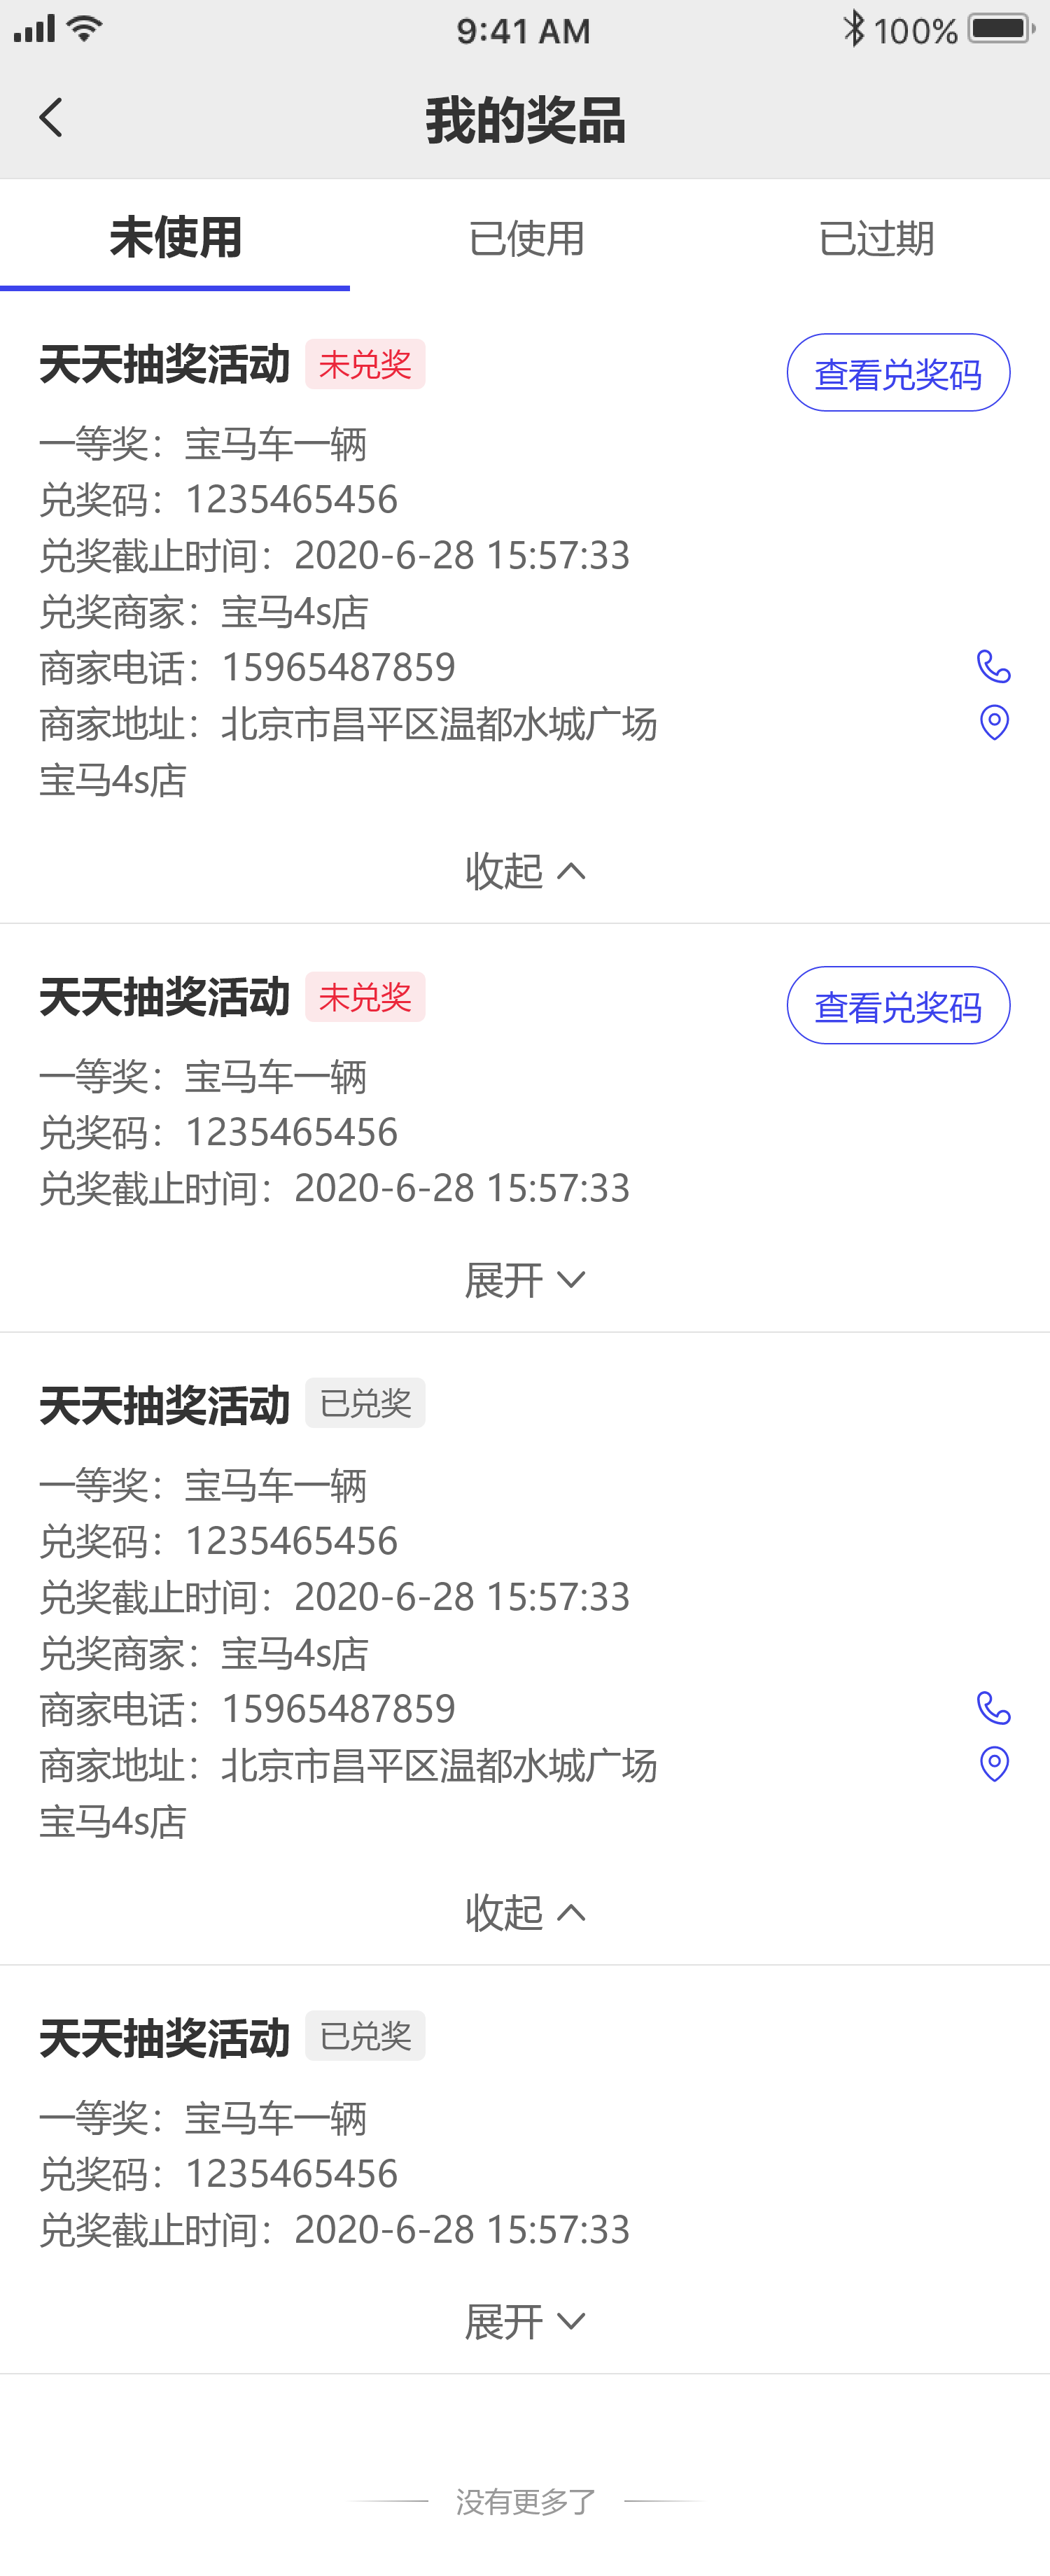 9:41 AM 100%
我的奖品
未使用 已使用 已过期
天天抽奖活动 未兑奖 查看兑奖码
一等奖：宝马车一辆
兑奖码：1235465456
兑奖截止时间：2020-6-28 15:57:33
兑奖商家：宝马4s店
商家电话：15965487859
商家地址：北京市昌平区温都水城广场
宝马4s店
收起
天天抽奖活动 未兑奖 查看兑奖码
一等奖：宝马车一辆
兑奖码：1235465456
兑奖截止时间：2020-6-28 15:57:33
展开
天天抽奖活动 已兑奖
一等奖：宝马车一辆
兑奖码：1235465456
兑奖截止时间：2020-6-28 15:57:33
兑奖商家：宝马4s店
商家电话：15965487859
商家地址：北京市昌平区温都水城广场
宝马4s店
收起
天天抽奖活动 已兑奖
一等奖：宝马车一辆
兑奖码：1235465456
兑奖截止时间：2020-6-28 15:57:33
展开
没有更多了